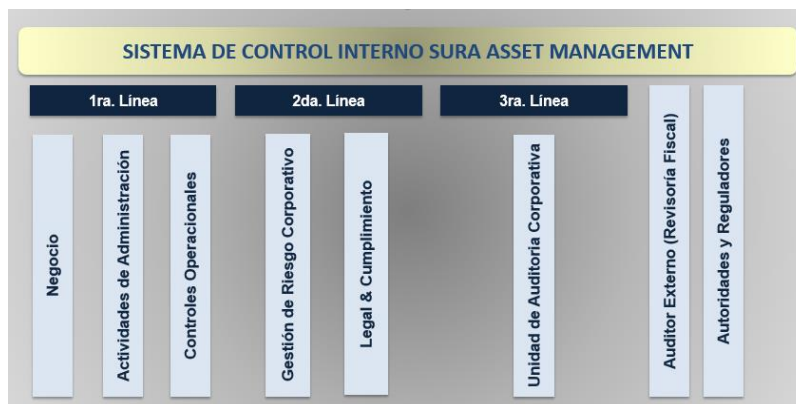 SISTEMA DE CONTROL INTERNO SURA ASSET MANAGEMENT
1ra. Línea
2da. Línea
3ra. Línea
Negocio
Actividades de Administración
Controles Operacionales
Gestión de Riesgo Corporativo
Legal & Cumplimiento
Unidad de Auditoría Corporativa
Auditor Externo (Revisoría Fiscal)
Autoridades y Reguladores